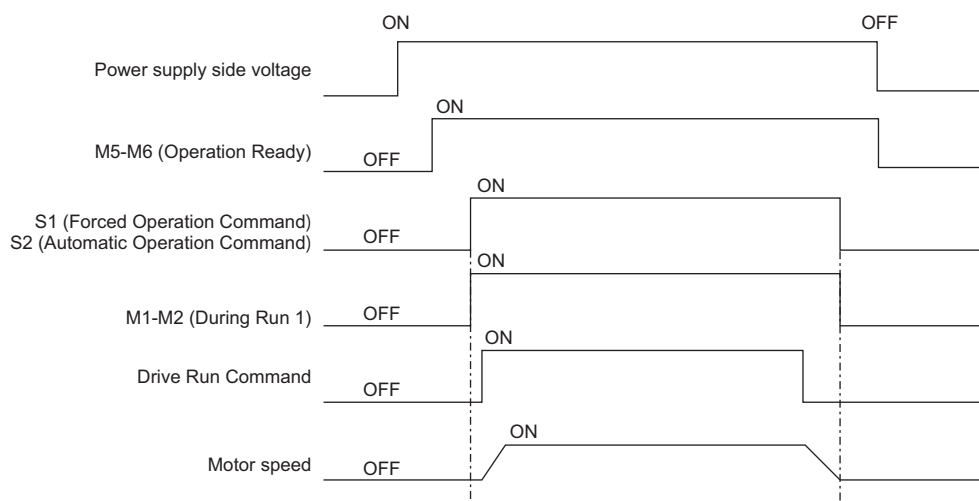 ON
OFF
Power supply side voltage
ON
M5-M6 (Operation Ready)
OFF
ON
S1 (Forced Operation Command)
S2 (Automatic Operation Command)
OFF
ON
M1-M2 (During Run 1)
OFF
ON
Drive Run Command
OFF
ON
Motor speed
OFF